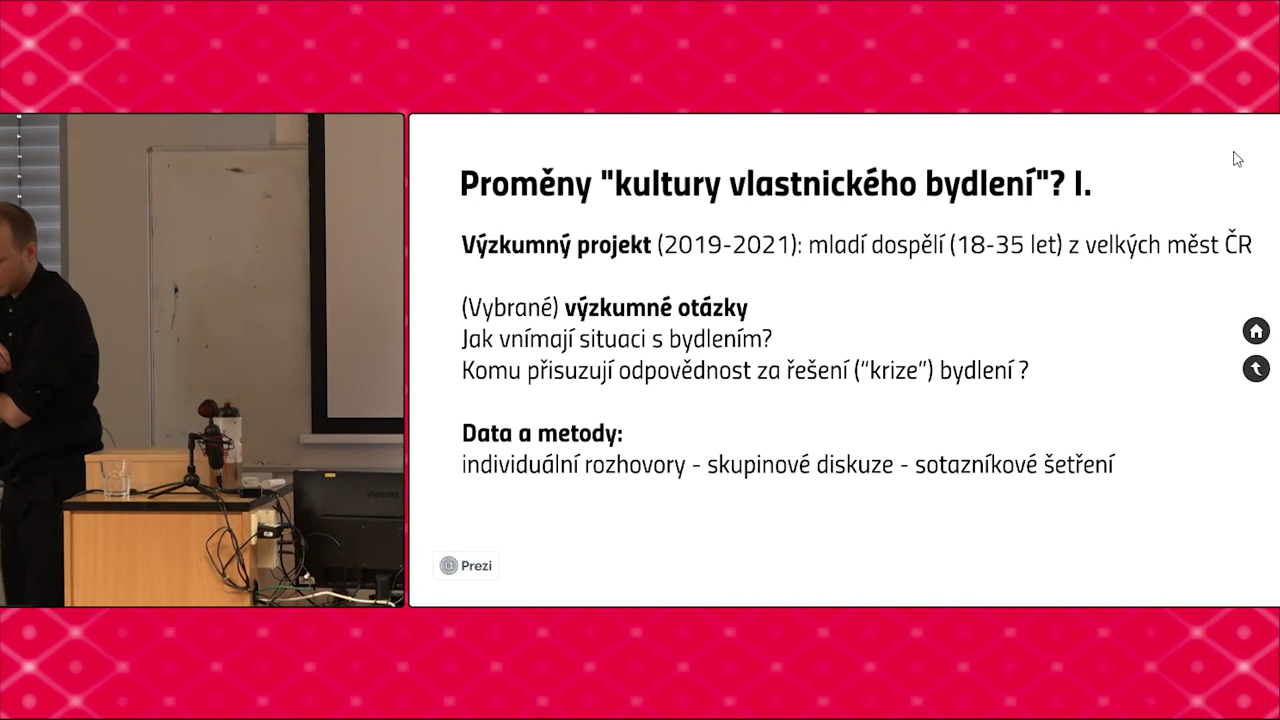 Proměny "kultury vlastnického bydlení"? I.
Výzkumný projekt (2019-2021): mladí dospělí (18-35 let) z velkých měst ČR
(Vybrané) výzkumné otázky
Jak vnímají situaci s bydlením?
Komu přisuzují odpovědnost za řešení ("krize") bydlení ?
Data a metody:
individuální rozhovory - skupinové diskuze - sotazníkové šetření
Prezi
PHILIPS